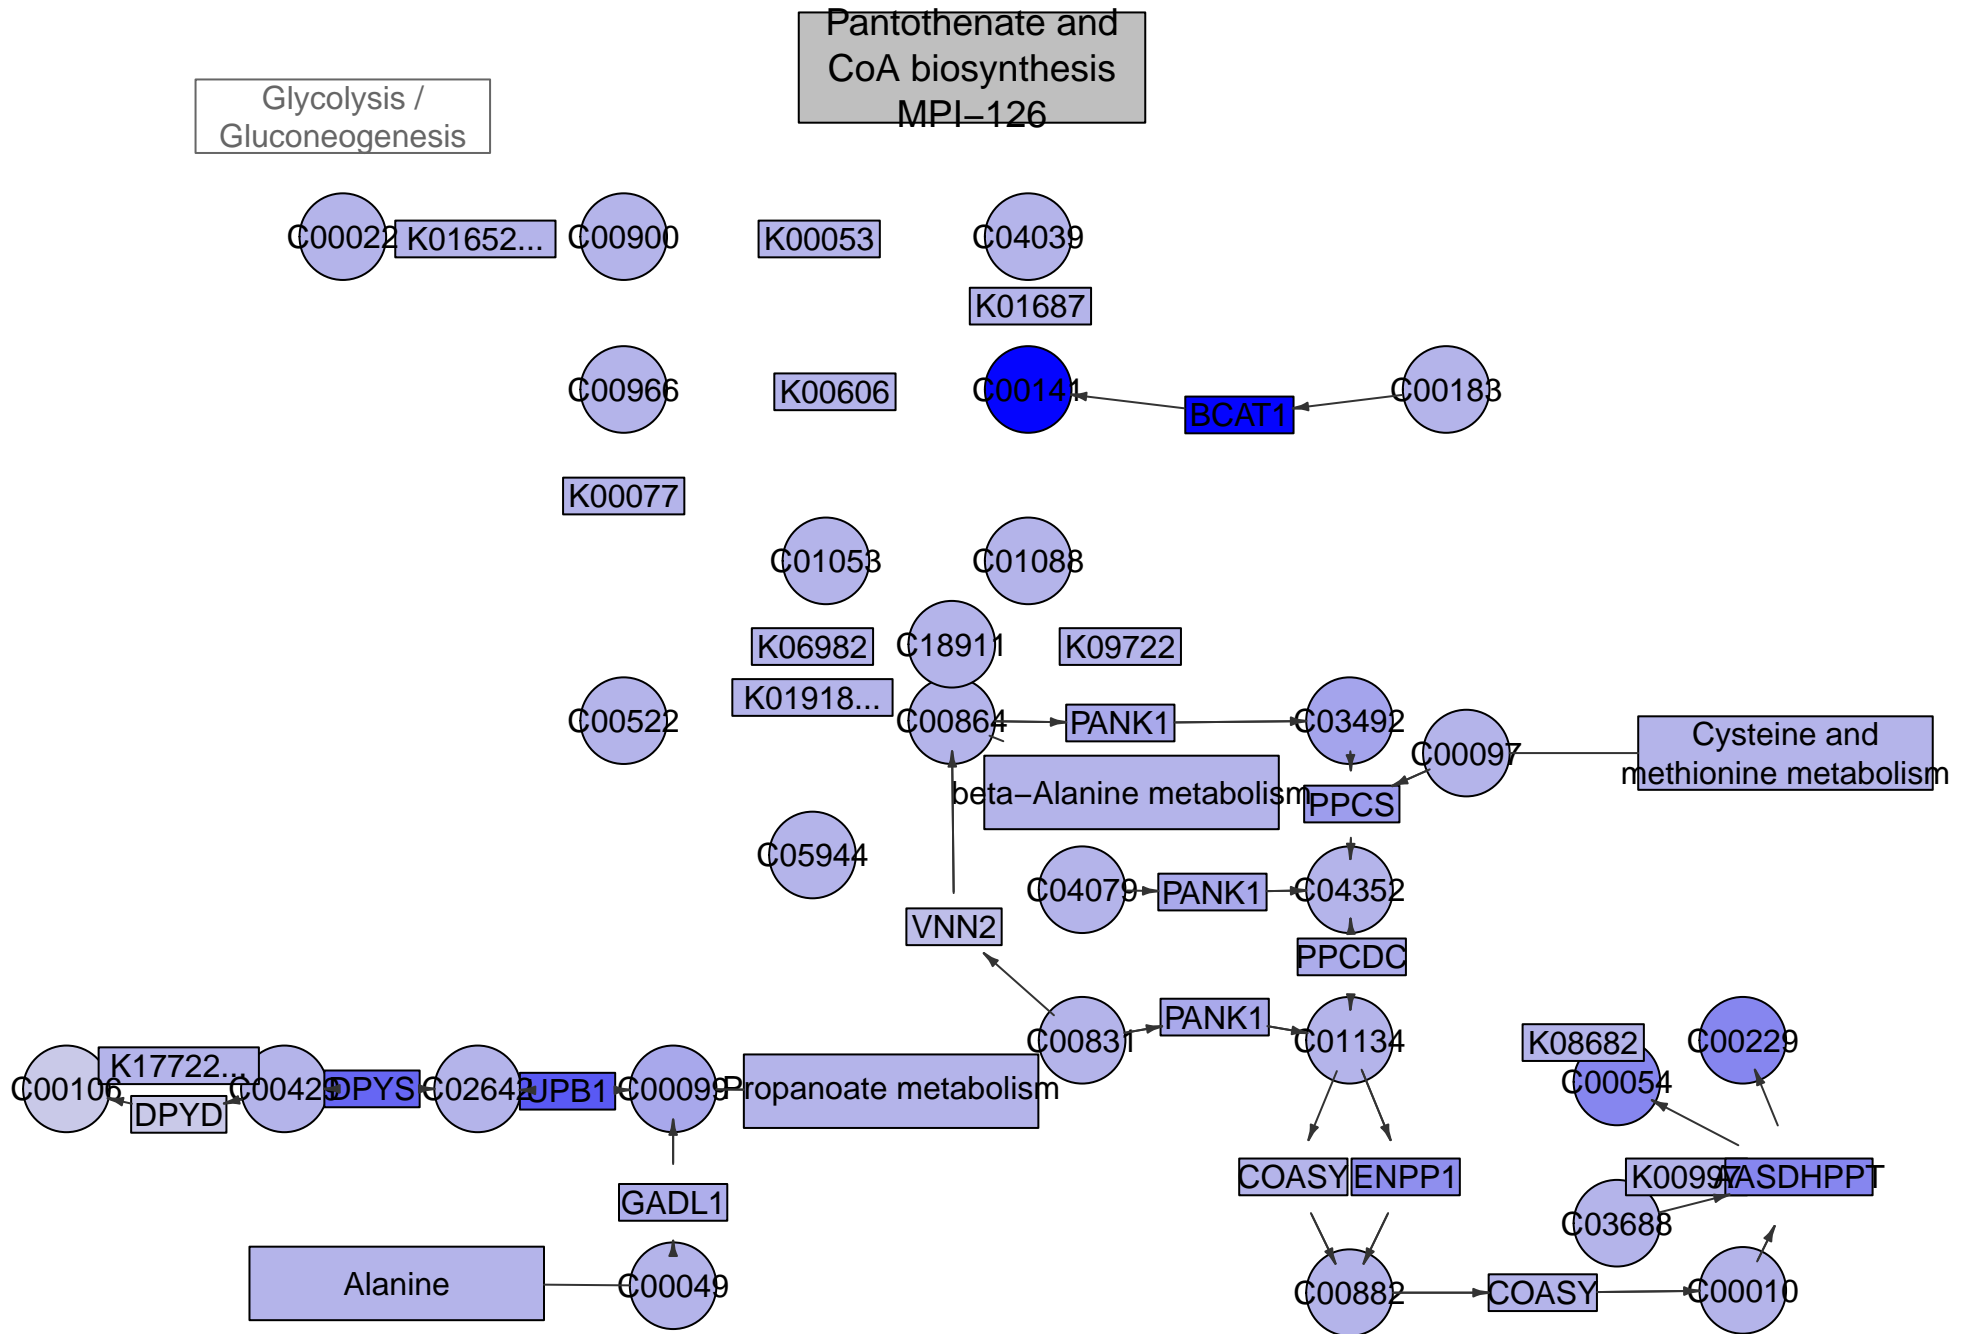 Pantothenate and
CoA biosynthesis
MPI−126
Glycolysis /
Gluconeogenesis
C00022
K01652...
C00900
K00053
C04039
K01687
C00966
K00606
C00141
BCAT1
C00183
K00077
C01053
C01088
K06982
C18911
K09722
K01918...
C00522
C00864
PANK1
C03492
C00097
Cysteine and
methionine metabolism
beta−Alanine metabolism
PPCS
C05944
C04079
PANK1
C04352
VNN2
PPCDC
C00831
PANK1
C01134
K08682
C00229
C00054
C00106
K17722...
DPYD
C00429
DPYS
C02642
UPB1
C00099
Propanoate metabolism
COASY
ENPP1
K00997
AASDHPPT
GADL1
C03688
Alanine
C00049
C00882
COASY
C00010